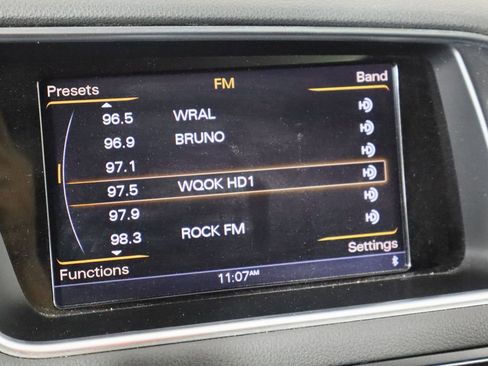 Presets FM Band
96.5 WRAL
96.9 BRUNO
97.1
97.5 WQOK HD1
97.9
98.3 ROCK FM
Functions Settings
11:07AM